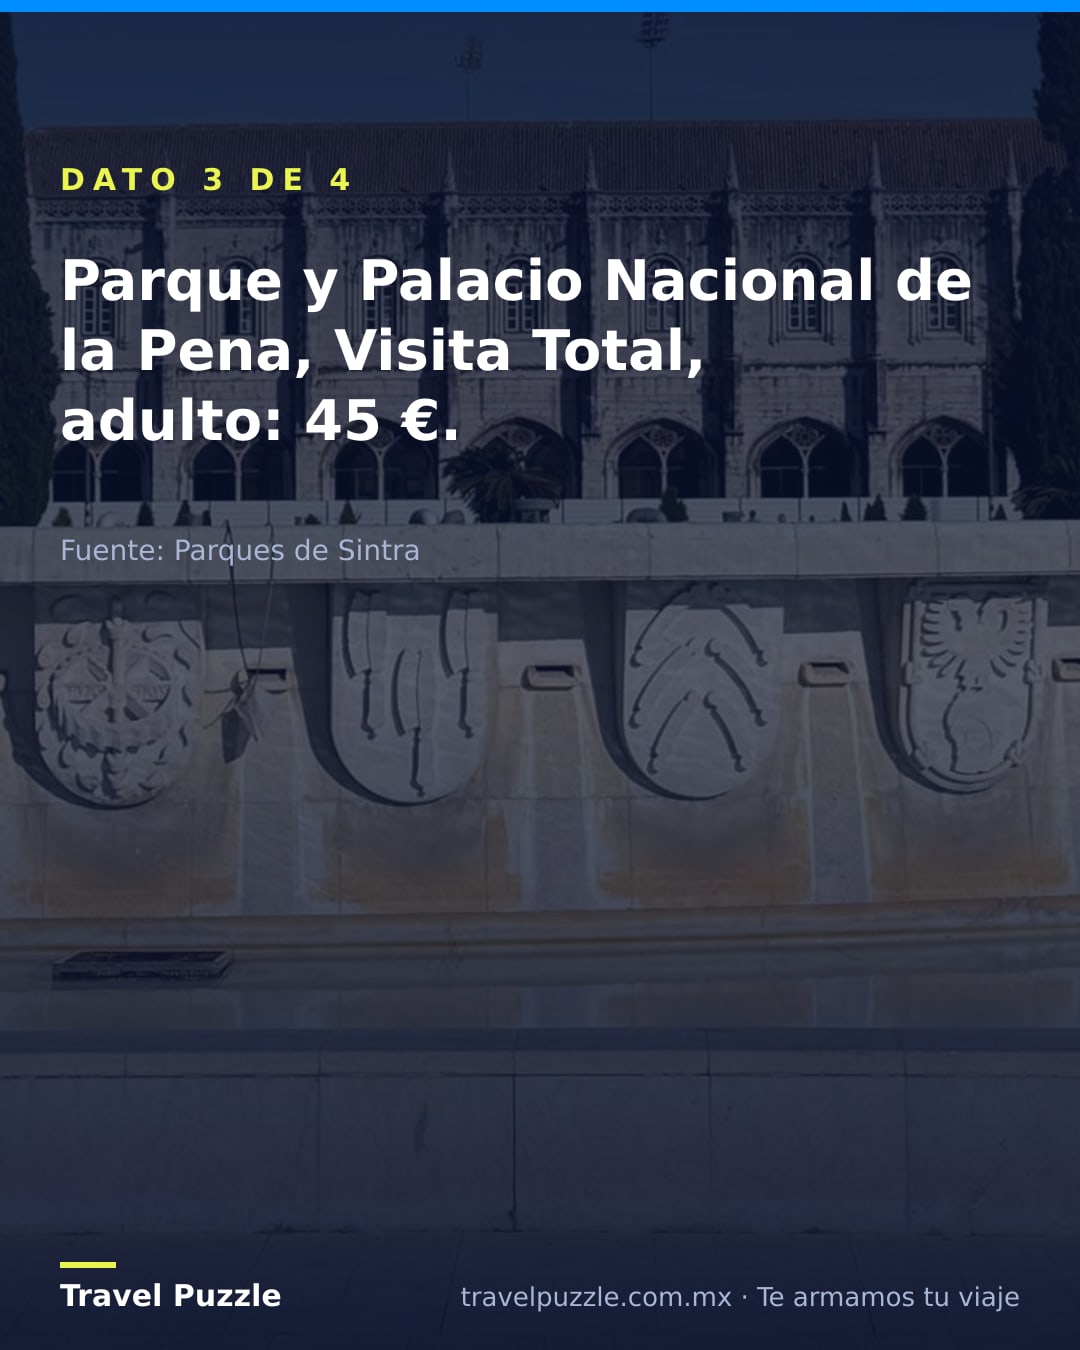 DATO 3 DE 4
Parque y Palacio Nacional de
la Pena, Visita Total,
adulto: 45 €.
Fuente: Parques de Sintra
Travel Puzzle
travelpuzzle.com.mx · Te armamos tu viaje